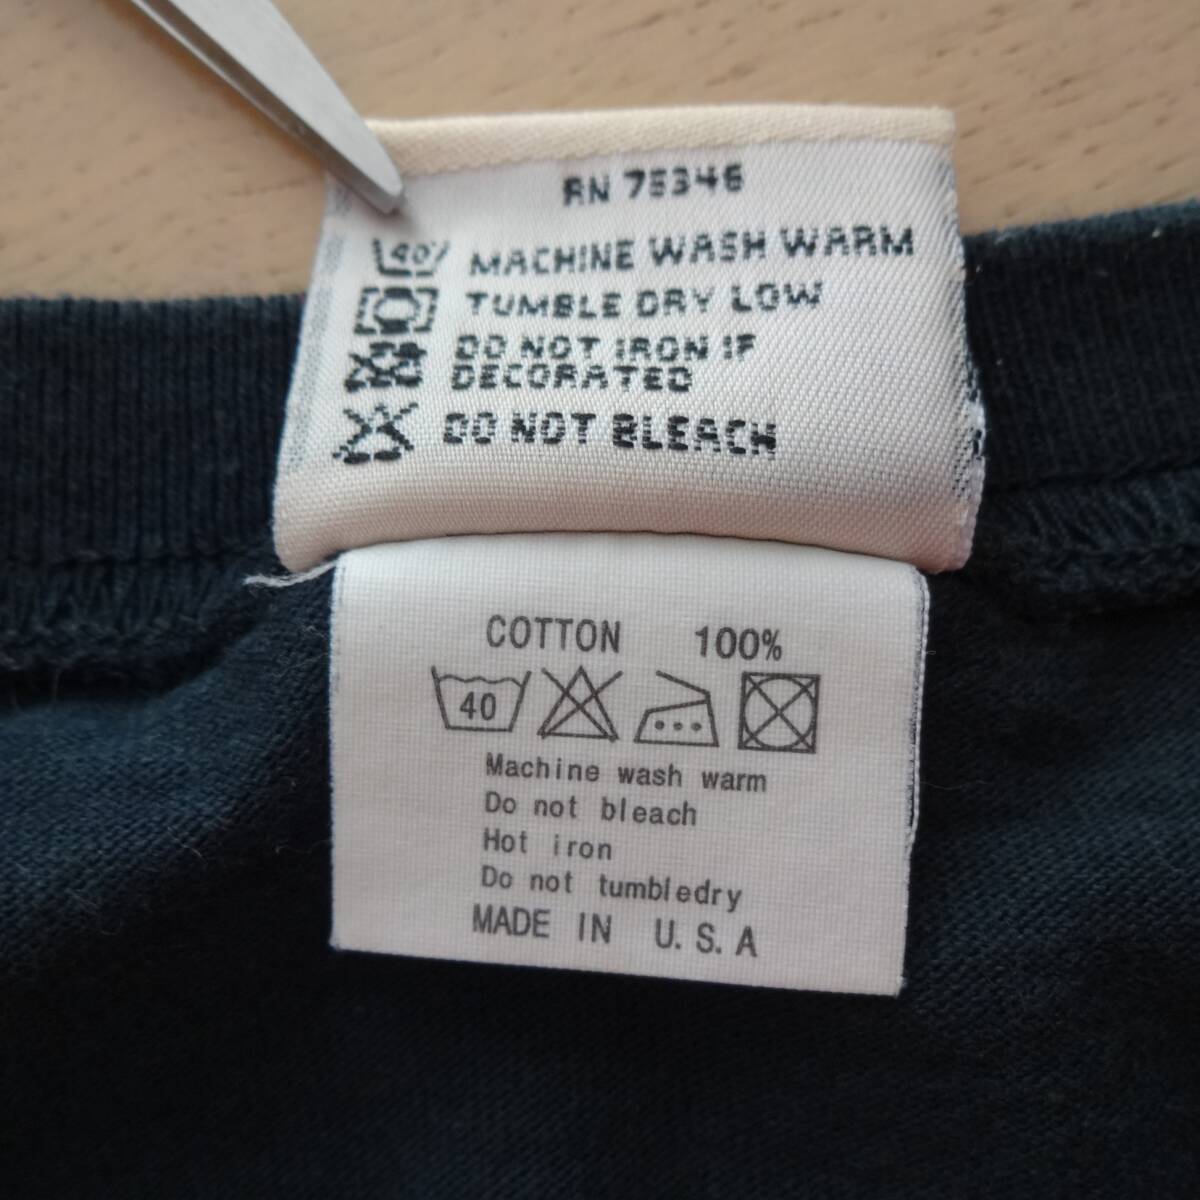 RN 75346
40 MACHINE WASH WARM
TUMBLE DRY LOW
DO NOT IRON IF
DECORATED
DO NOT BLEACH
COTTON 100%
40
Machine wash warm
Do not bleach
Hot iron
Do not tumbledry
MADE IN U.S.A